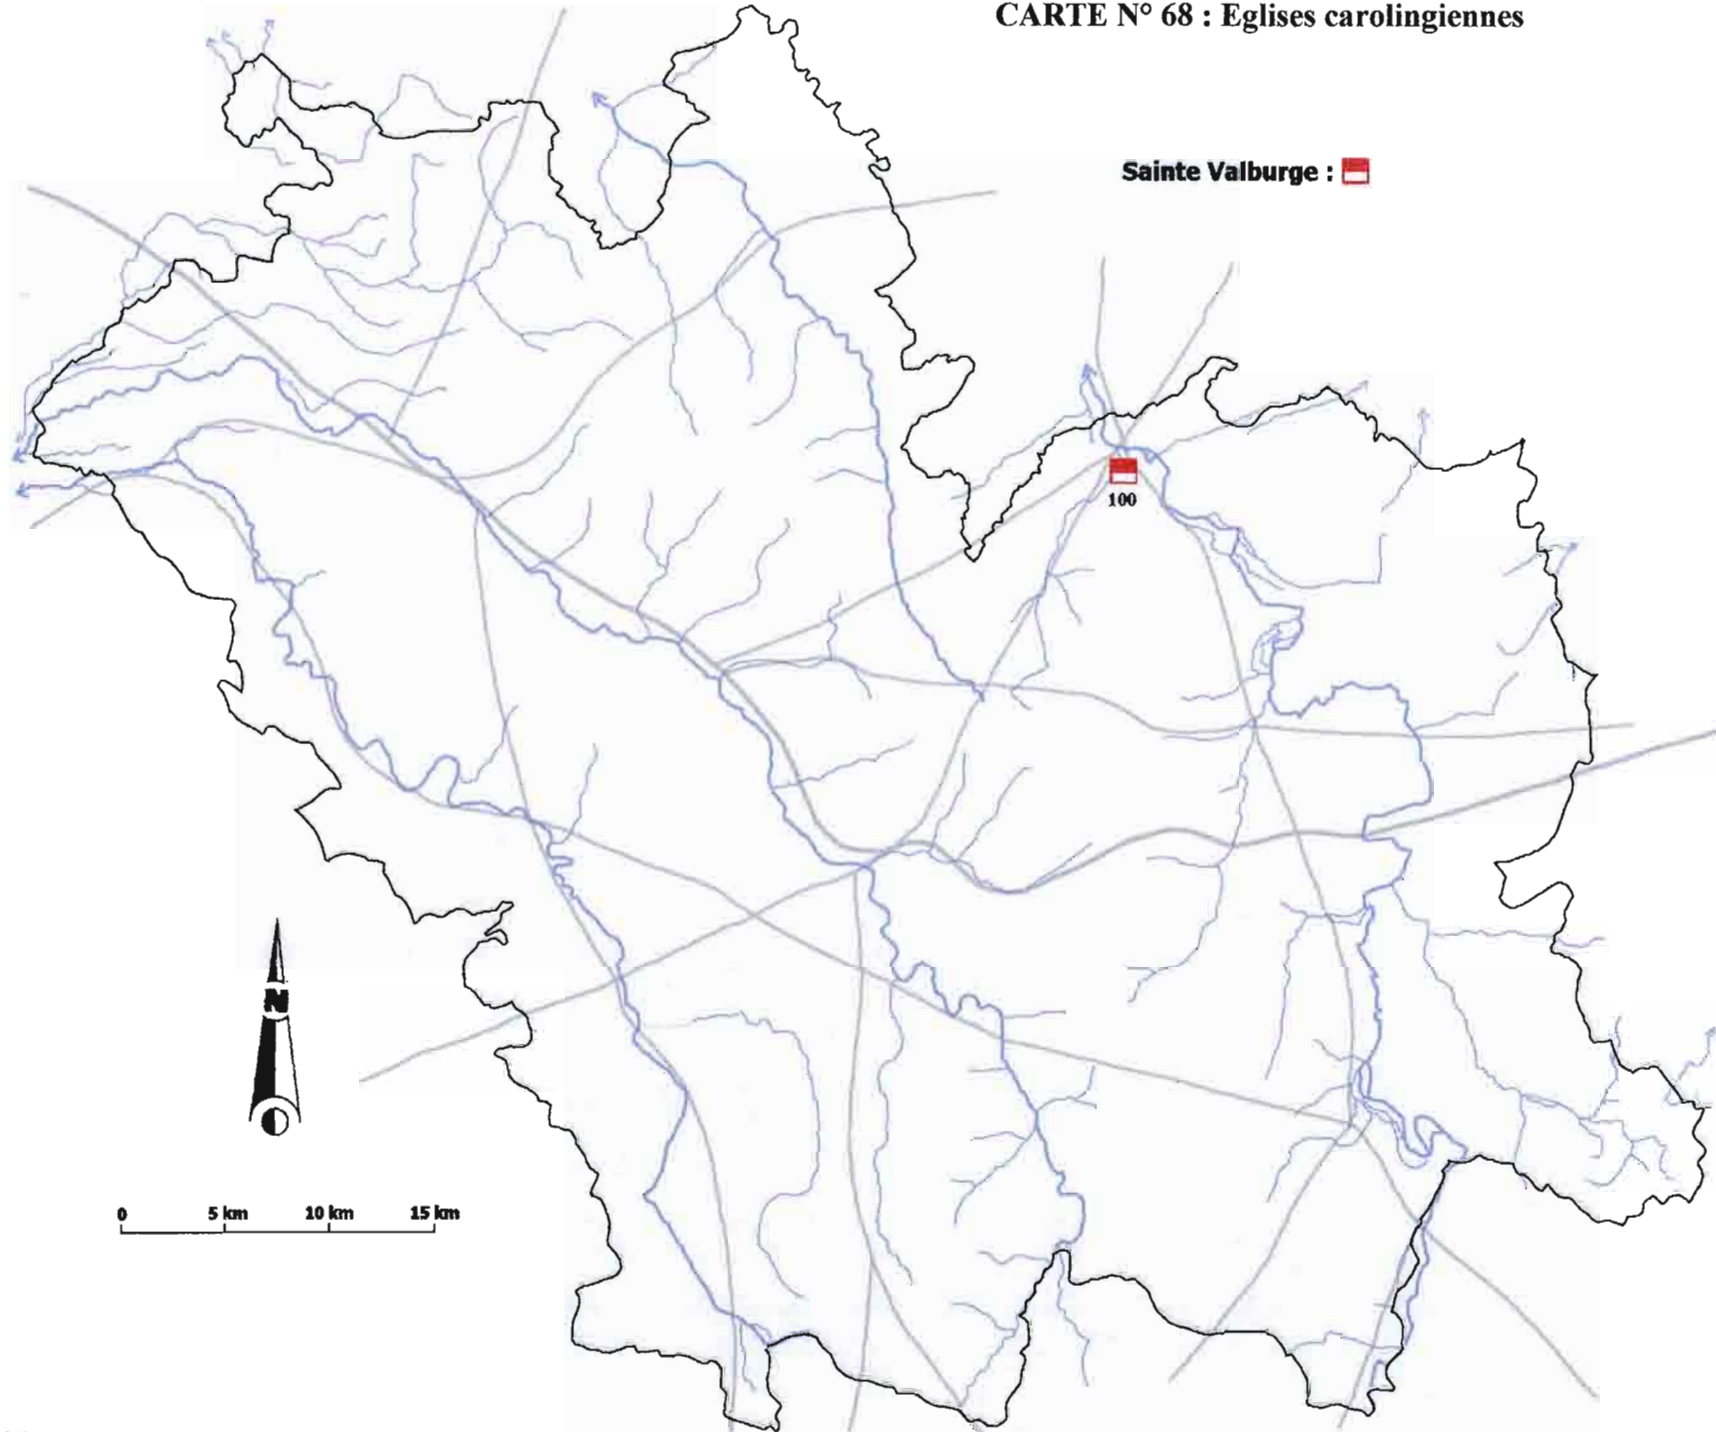 CARTE N° 68 : Eglises carolingiennes
Sainte Valburge :
100
N
0 5 km 10 km 15 km